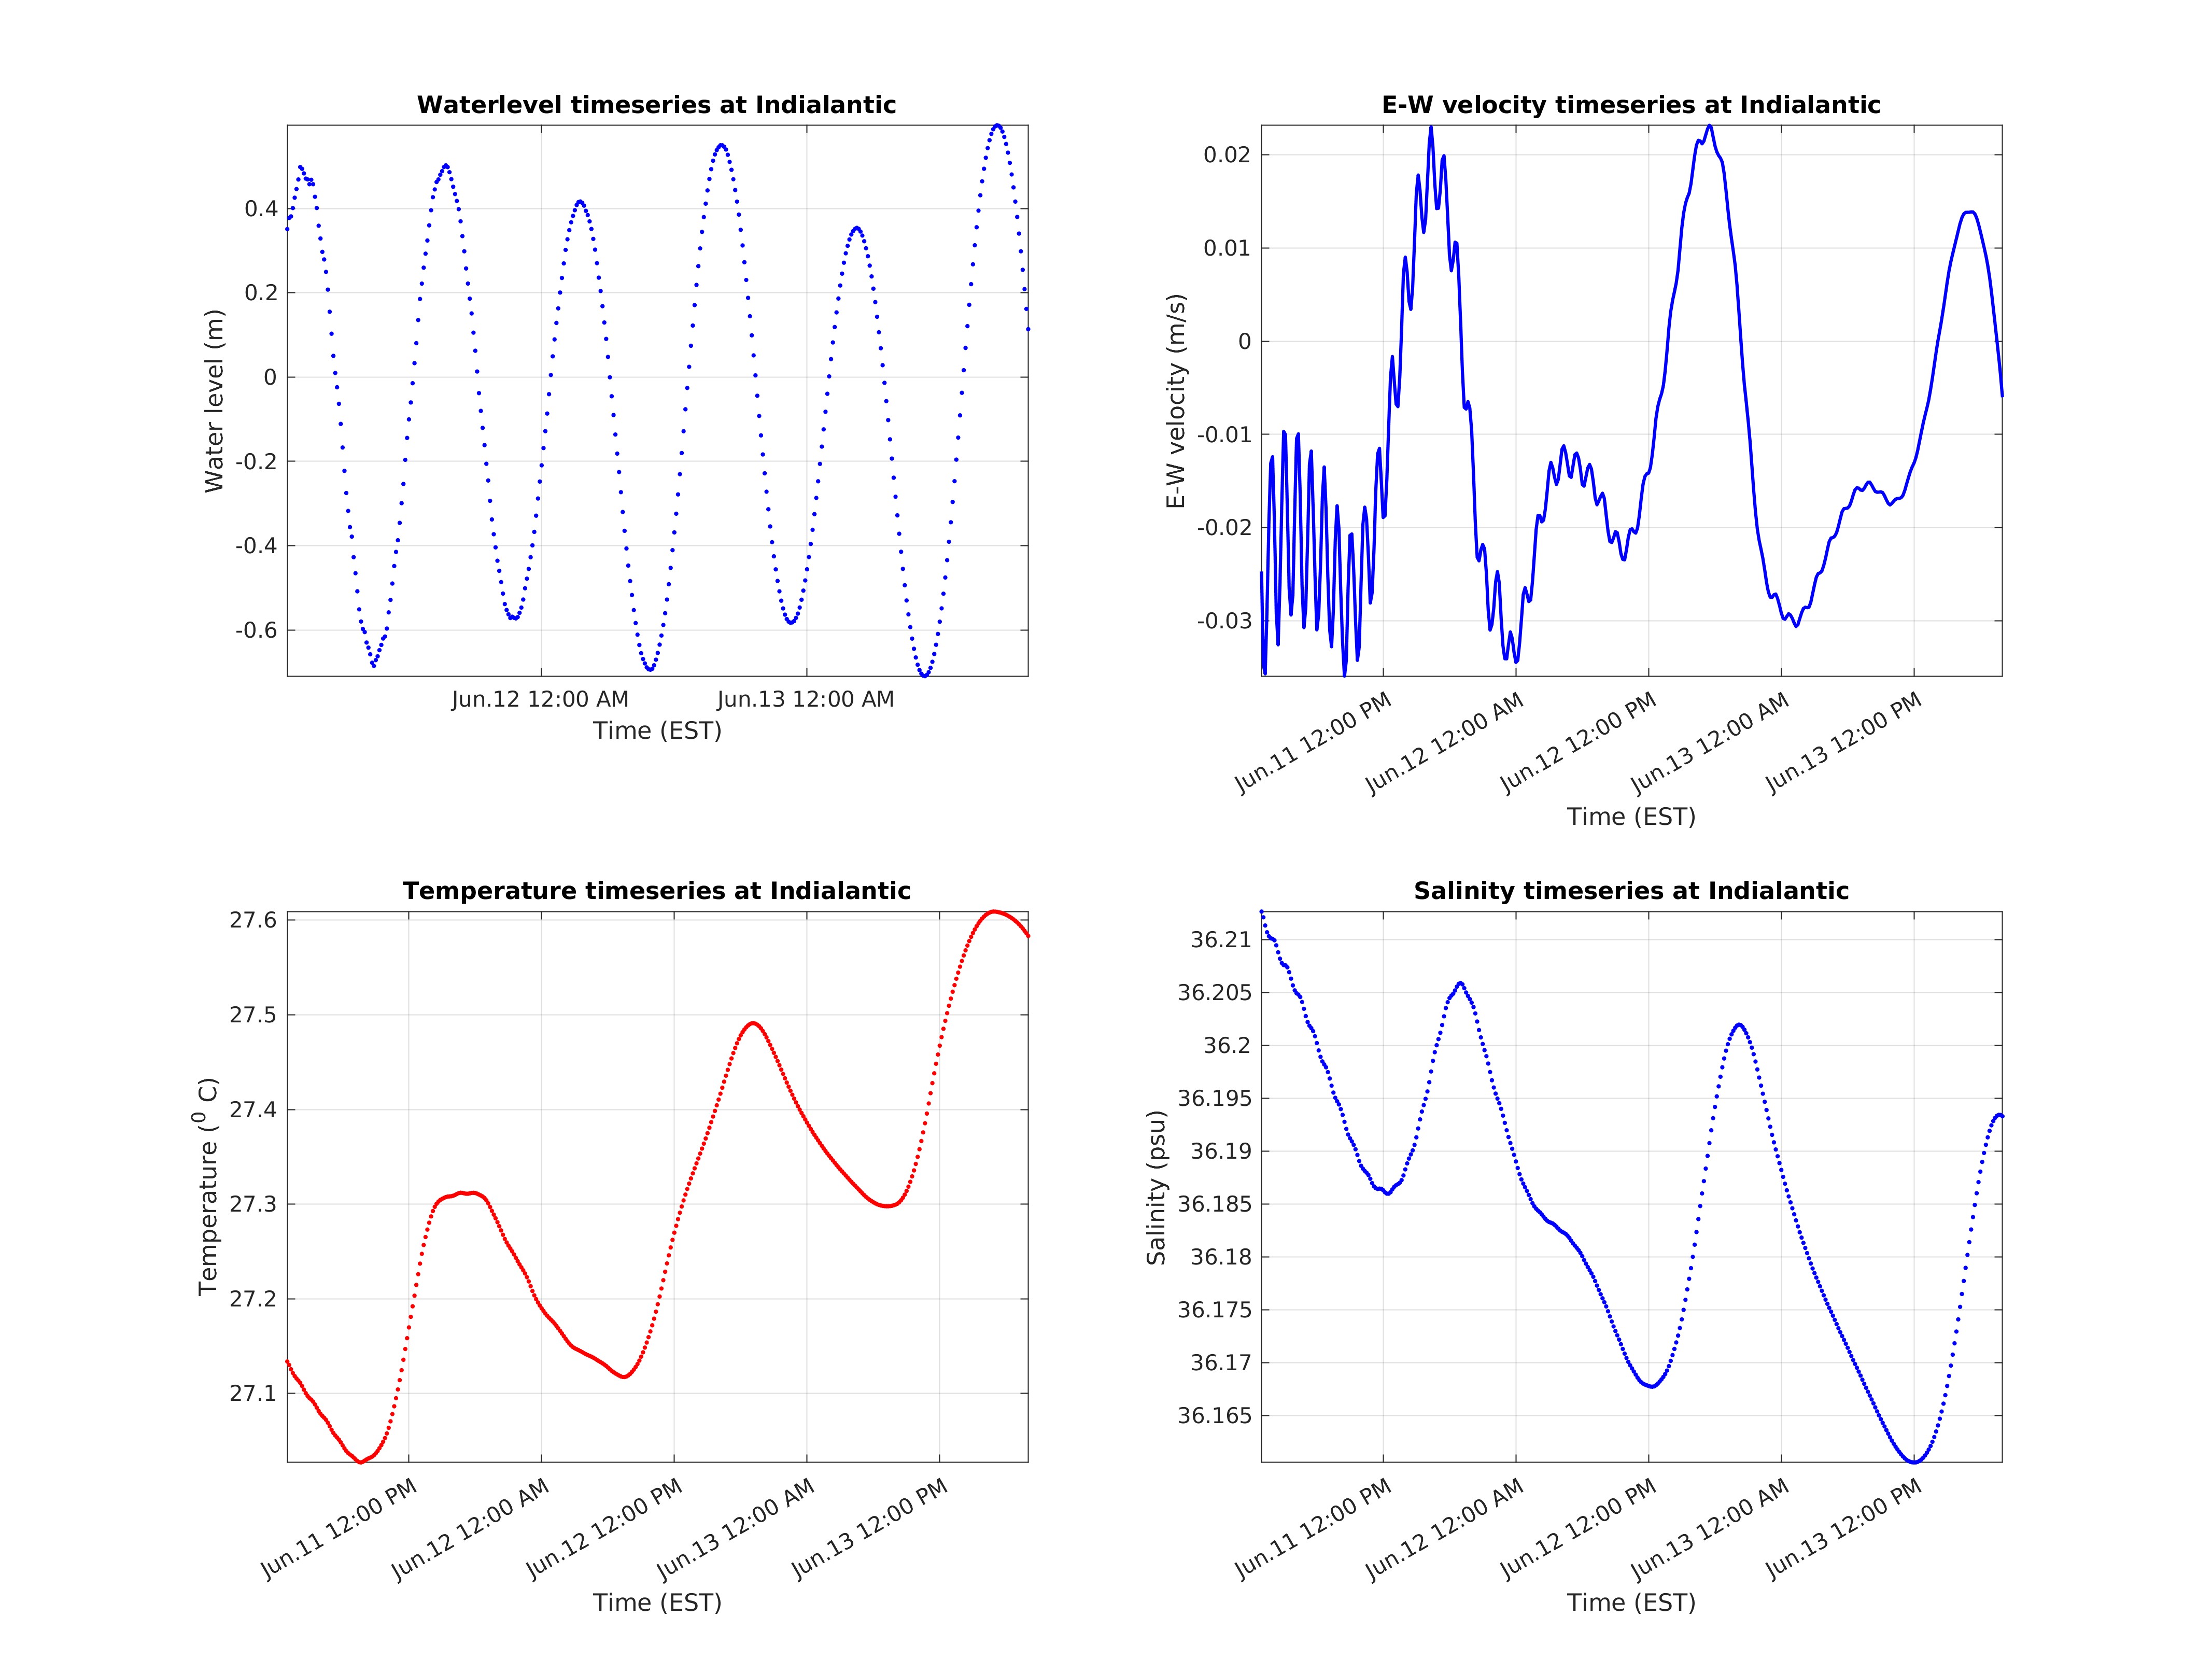 Waterlevel timeseries at Indialantic
0.4
0.2
0
-0.2
-0.4
-0.6
Water level (m)
Jun.12 12:00 AM
Jun.13 12:00 AM
Time (EST)
E-W velocity timeseries at Indialantic
0.02
0.01
0
-0.01
-0.02
-0.03
E-W velocity (m/s)
Jun.11 12:00 PM
Jun.12 12:00 AM
Jun.12 12:00 PM
Jun.13 12:00 AM
Jun.13 12:00 PM
Time (EST)
Temperature timeseries at Indialantic
27.6
27.5
27.4
27.3
27.2
27.1
Temperature (⁰ C)
Jun.11 12:00 PM
Jun.12 12:00 AM
Jun.12 12:00 PM
Jun.13 12:00 AM
Jun.13 12:00 PM
Time (EST)
Salinity timeseries at Indialantic
36.21
36.205
36.2
36.195
36.19
36.185
36.18
36.175
36.17
36.165
Salinity (psu)
Jun.11 12:00 PM
Jun.12 12:00 AM
Jun.12 12:00 PM
Jun.13 12:00 AM
Jun.13 12:00 PM
Time (EST)